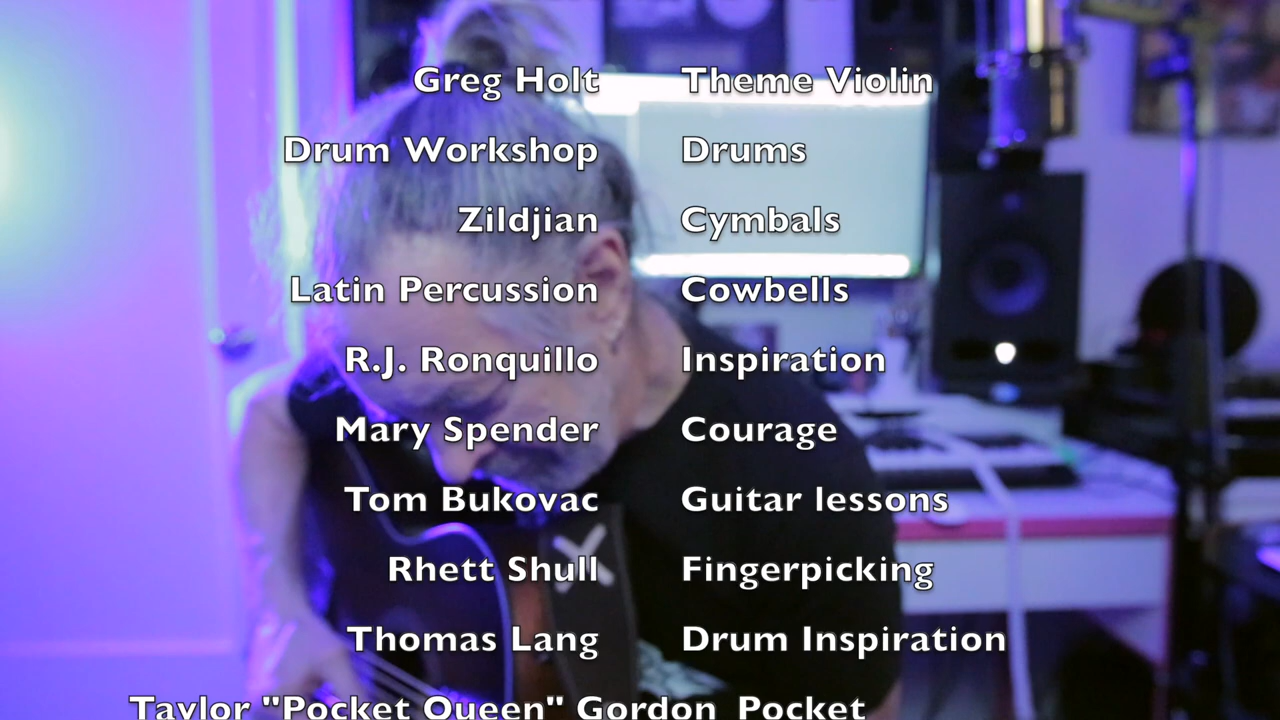 Greg Holt Theme Violin
Drum Workshop Drums
Zildjian Cymbals
Latin Percussion Cowbells
R.J. Ronquillo Inspiration
Mary Spender Courage
Tom Bukovac Guitar lessons
Rhett Shull Fingerpicking
Thomas Lang Drum Inspiration
Taylor "Pocket Queen" Gordon Pocket